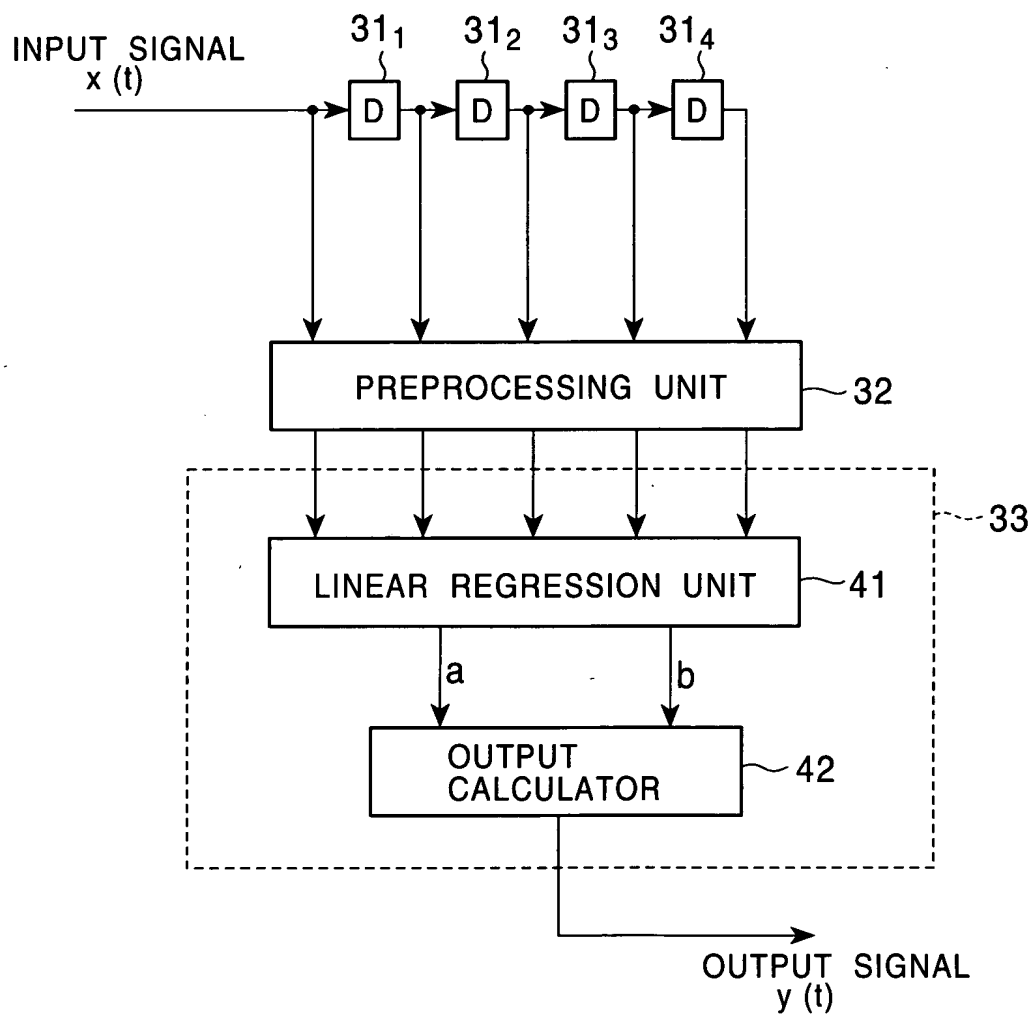 31₁ 31₂ 31₃ 31₄
INPUT SIGNAL
x (t)
D D D D
PREPROCESSING UNIT
32
33
LINEAR REGRESSION UNIT
41
a b
OUTPUT
CALCULATOR
42
OUTPUT SIGNAL
y (t)